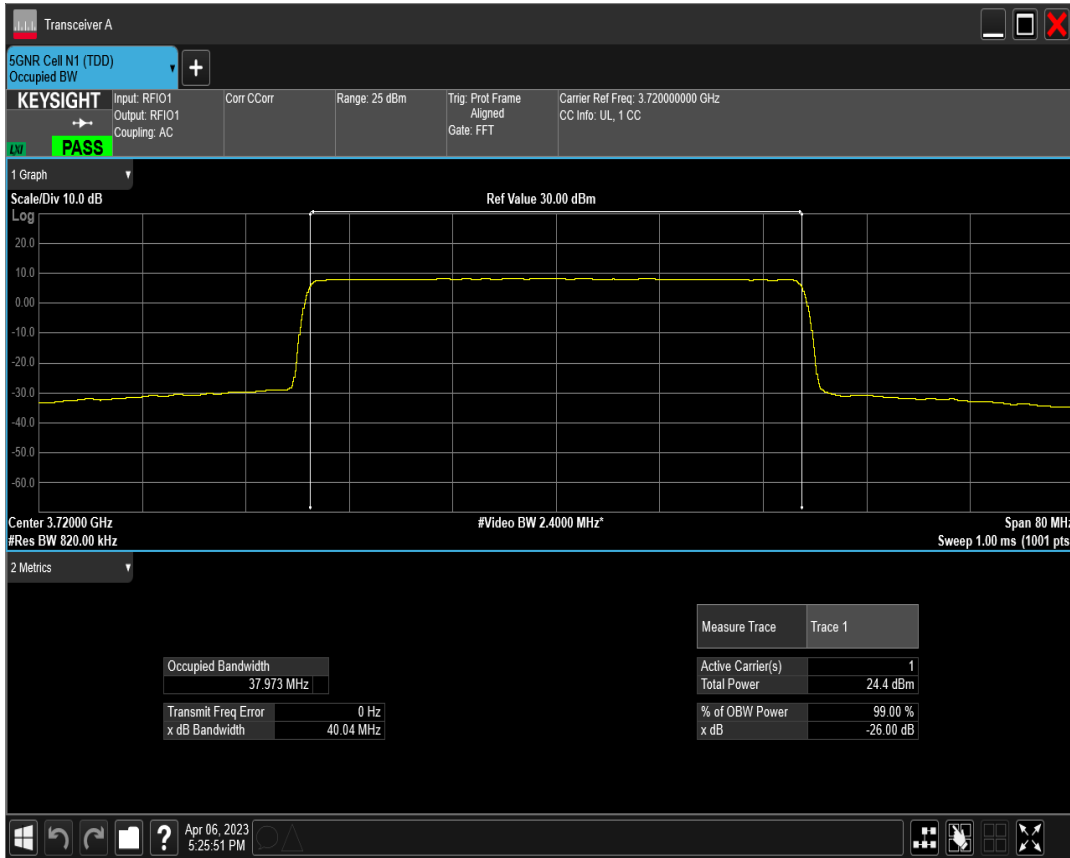 Transceiver A
5GNR Cell N1 (TDD)
Occupied BW
+
KEYSIGHT
LXI
PASS
Input: RFIO1
Output: RFIO1
Coupling: AC
Corr CCorr
Range: 25 dBm
Trig: Prot Frame
Aligned
Gate: FFT
Carrier Ref Freq: 3.720000000 GHz
CC Info: UL, 1 CC
1 Graph
Scale/Div 10.0 dB
Ref Value 30.00 dBm
Log
20.0
10.0
0.00
-10.0
-20.0
-30.0
-40.0
-50.0
-60.0
Center 3.72000 GHz
#Video BW 2.4000 MHz*
Span 80 MHz
#Res BW 820.00 kHz
Sweep 1.00 ms (1001 pts
2 Metrics
Measure Trace Trace 1
Occupied Bandwidth
37.973 MHz
Active Carrier(s) 1
Total Power 24.4 dBm
Transmit Freq Error 0 Hz
x dB Bandwidth 40.04 MHz
% of OBW Power 99.00 %
x dB -26.00 dB
?
Apr 06, 2023
5:25:51 PM